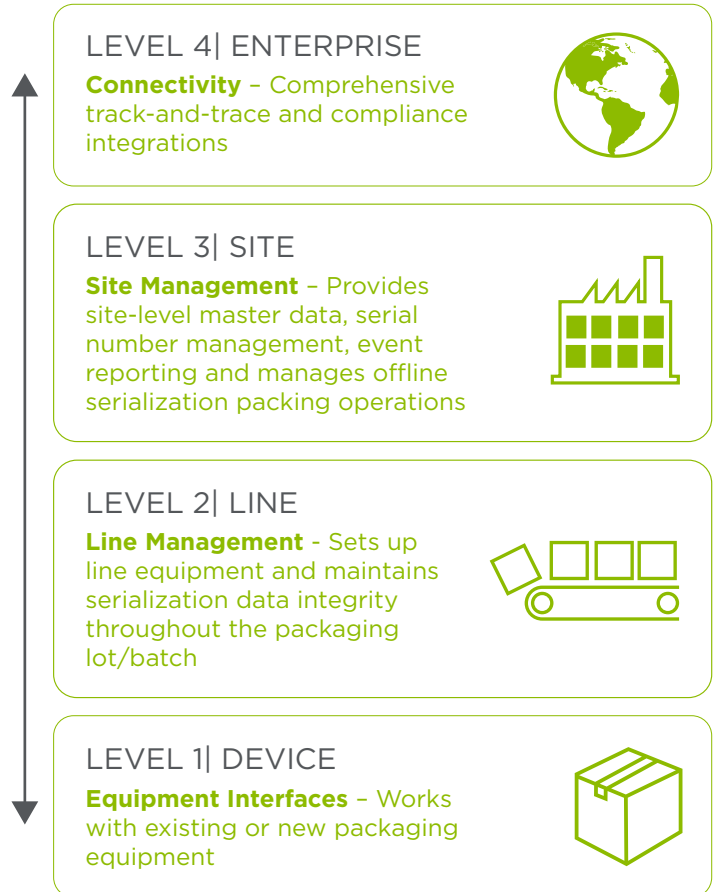 LEVEL 4| ENTERPRISE
Connectivity – Comprehensive
track-and-trace and compliance
integrations
LEVEL 3| SITE
Site Management – Provides
site-level master data, serial
number management, event
reporting and manages offline
serialization packing operations
LEVEL 2| LINE
Line Management - Sets up
line equipment and maintains
serialization data integrity
throughout the packaging
lot/batch
LEVEL 1| DEVICE
Equipment Interfaces – Works
with existing or new packaging
equipment